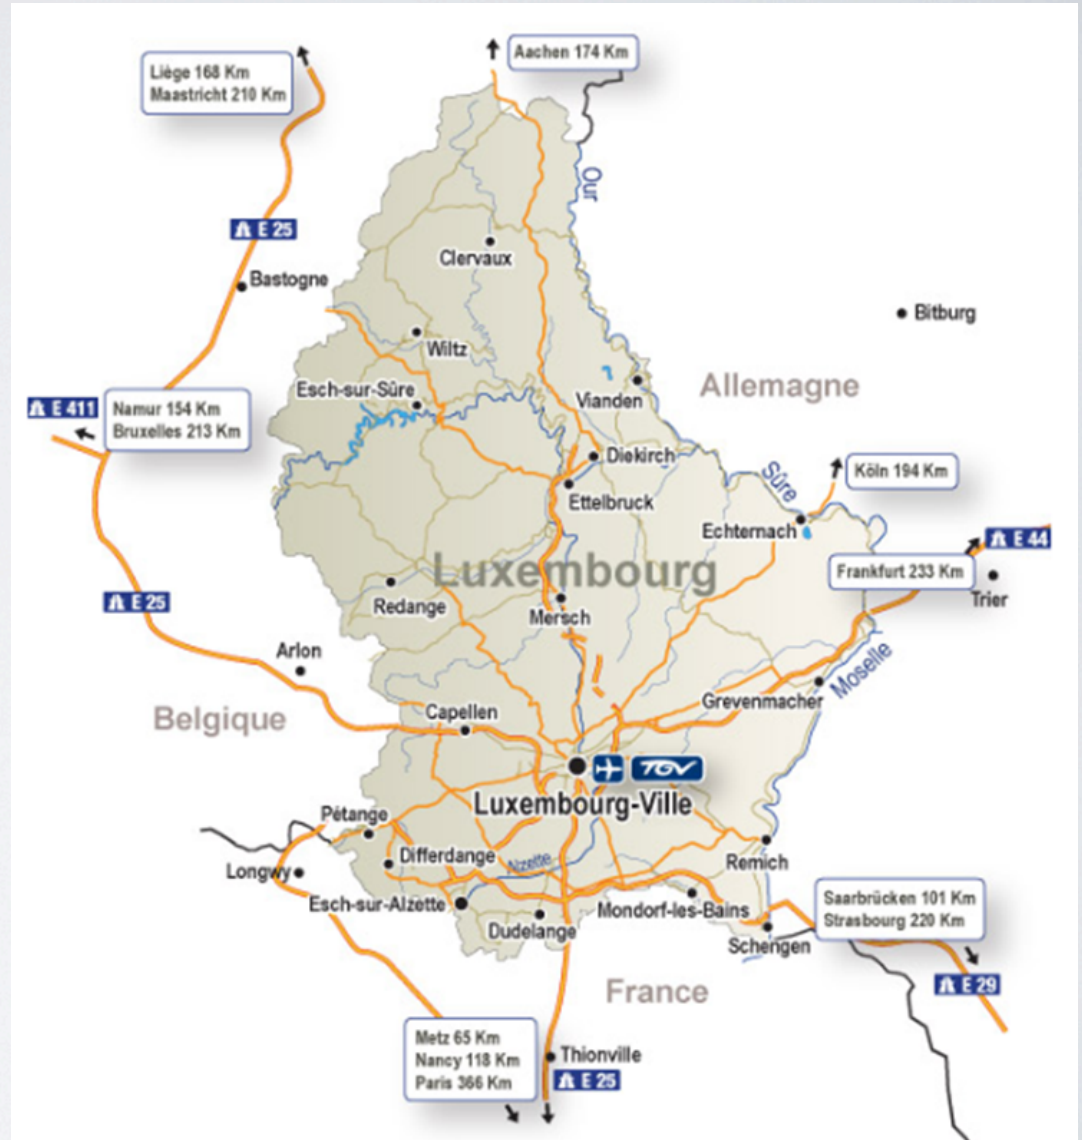 Aachen 174 Km
Liège 168 Km
Maastricht 210 Km
Our
E 25
Clervaux
Bastogne
Bitburg
Wiltz
Esch-sur-Sûre
Vianden
Allemagne
E 411
Namur 154 Km
Bruxelles 213 Km
Diekirch
Sûre
Köln 194 Km
Ettelbruck
Echternach
E 44
Luxembourg
Frankfurt 233 Km
Trier
E 25
Redange
Mersch
Arlon
Moselle
Grevenmacher
Belgique
Capellen
TGV
Luxembourg-Ville
Pétange
Differdange
Alzette
Remich
Longwy
Esch-sur-Alzette
Mondorf-les-Bains
Saarbrücken 101 Km
Strasbourg 220 Km
Dudelange
Schengen
France
E 29
Metz 65 Km
Nancy 118 Km
Paris 366 Km
Thionville
E 25